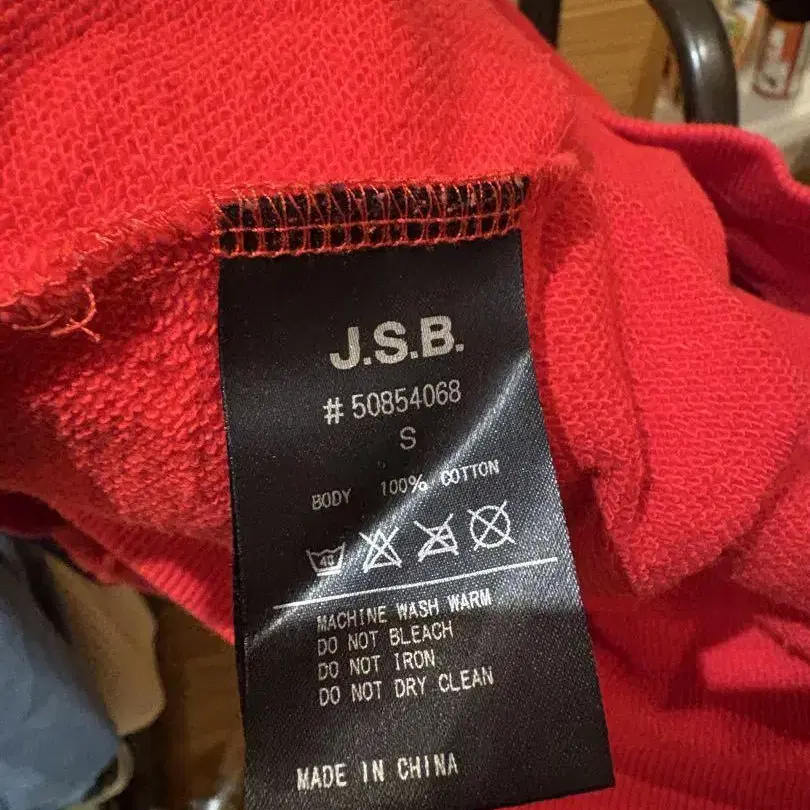 J.S.B.
# 50854068
S
BODY 100% COTTON
40
MACHINE WASH WARM
DO NOT BLEACH
DO NOT IRON
DO NOT DRY CLEAN
MADE IN CHINA